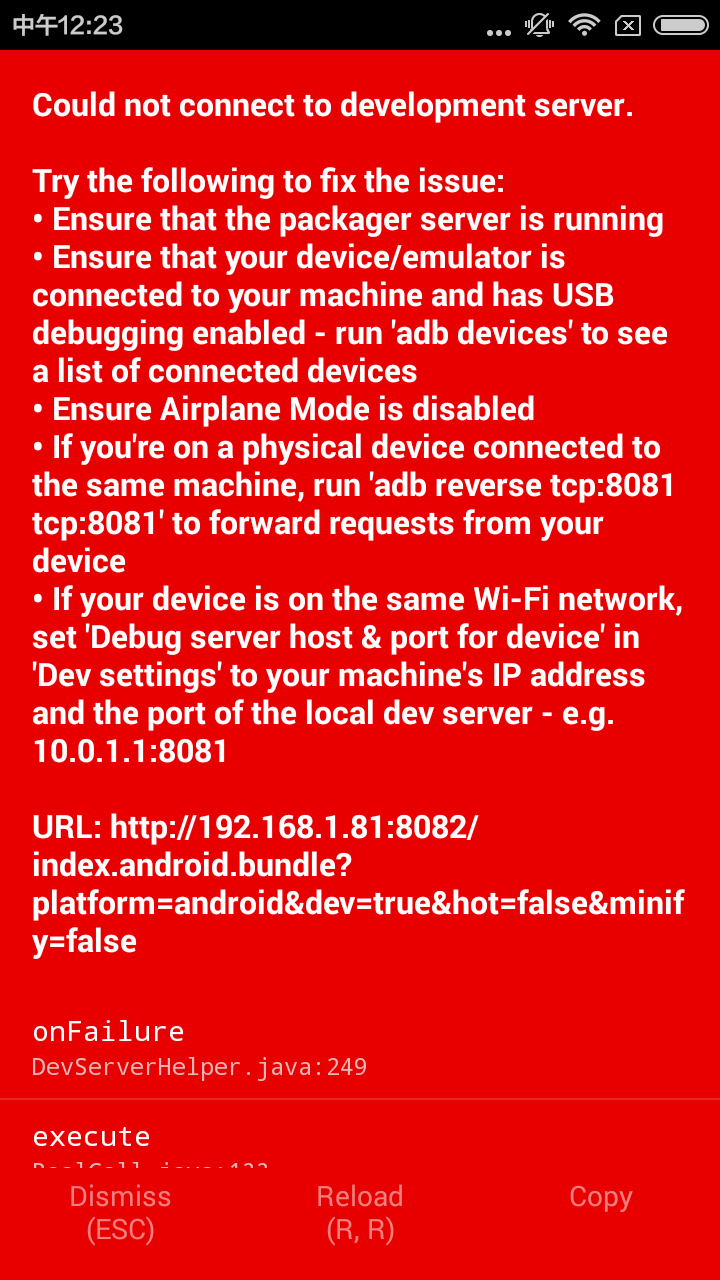 中午12:23
Could not connect to development server.
Try the following to fix the issue:
• Ensure that the packager server is running
• Ensure that your device/emulator is
connected to your machine and has USB
debugging enabled - run 'adb devices' to see
a list of connected devices
• Ensure Airplane Mode is disabled
• If you're on a physical device connected to
the same machine, run 'adb reverse tcp:8081
tcp:8081' to forward requests from your
device
• If your device is on the same Wi-Fi network,
set 'Debug server host & port for device' in
'Dev settings' to your machine's IP address
and the port of the local dev server - e.g.
10.0.1.1:8081
URL: http://192.168.1.81:8082/
index.android.bundle?
platform=android&dev=true&hot=false&minif
y=false
onFailure
DevServerHelper.java:249
execute
Dismiss
(ESC)
Reload
(R, R)
Copy